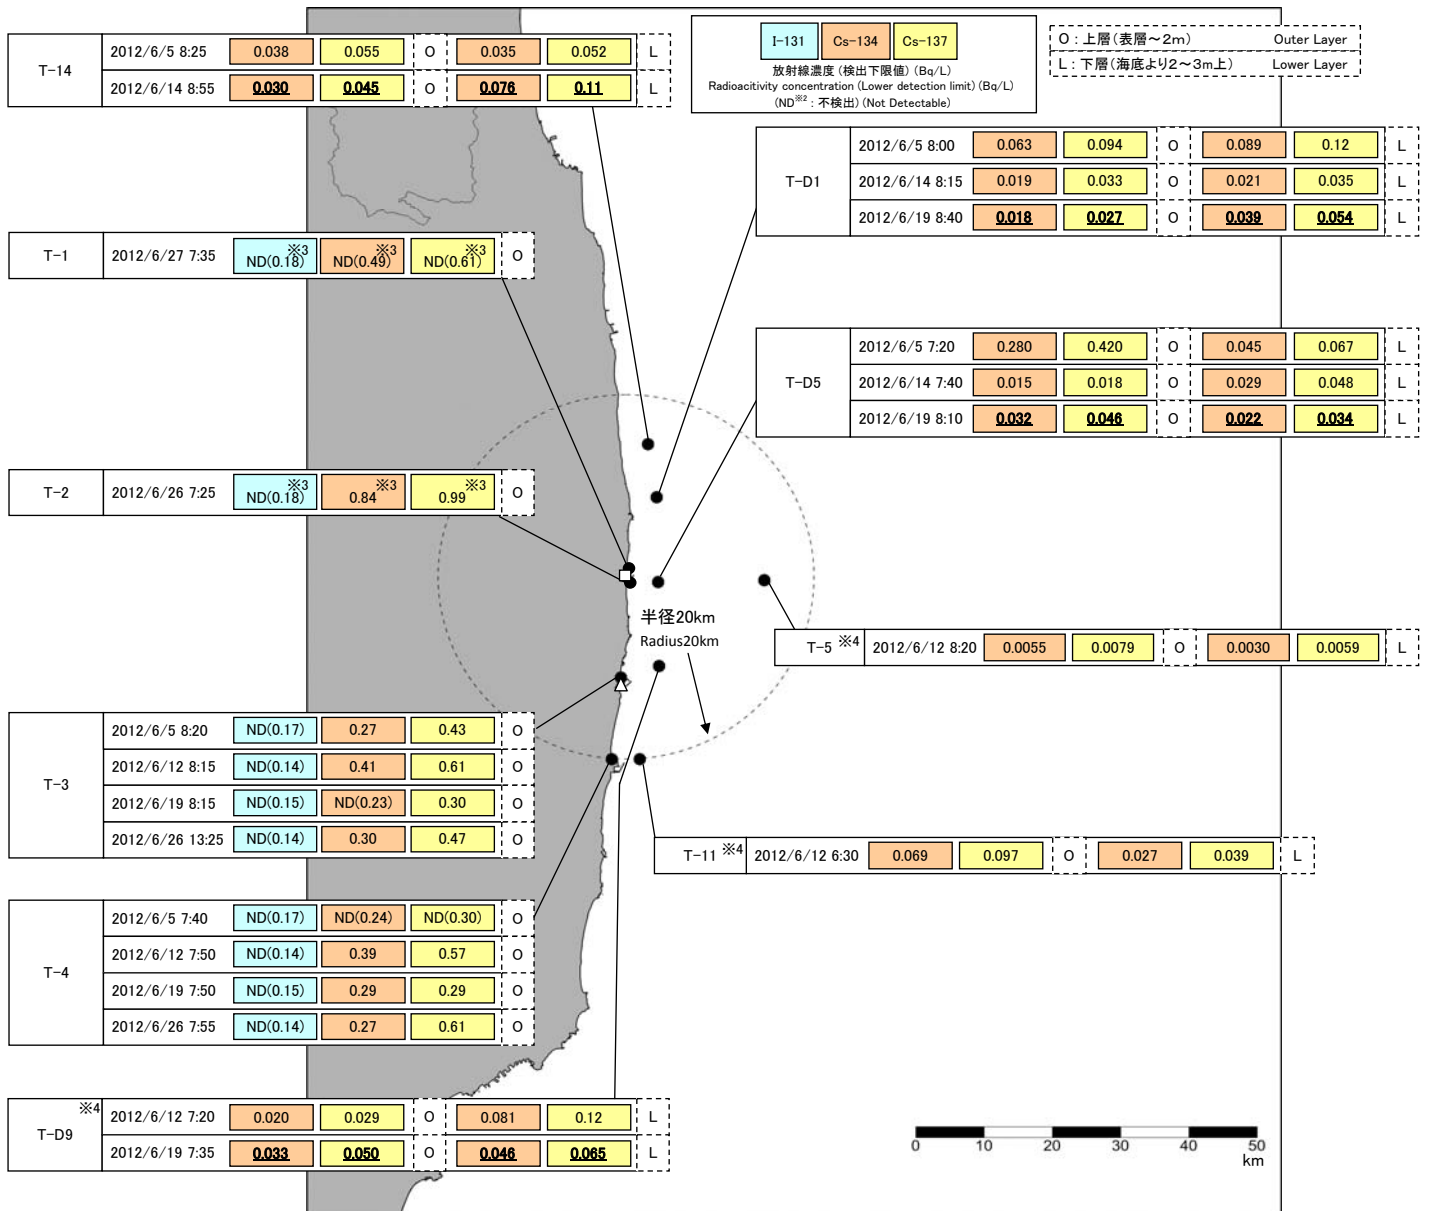 I-131 Cs-134 Cs-137
放射線濃度(検出下限値)(Bq/L)
Radioacitivity concentration (Lower detection limit) (Bq/L)
(ND※2:不検出)(Not Detectable)
O:上層(表層～2m) Outer Layer
L:下層(海底より2～3m上) Lower Layer
T-14
2012/6/5 8:25 0.038 0.055 O 0.035 0.052 L
2012/6/14 8:55 0.030 0.045 O 0.076 0.11 L
T-D1
2012/6/5 8:00 0.063 0.094 O 0.089 0.12 L
2012/6/14 8:15 0.019 0.033 O 0.021 0.035 L
2012/6/19 8:40 0.018 0.027 O 0.039 0.054 L
T-1 2012/6/27 7:35 ND(0.18)※3 ND(0.49)※3 ND(0.61)※3 O
T-D5
2012/6/5 7:20 0.280 0.420 O 0.045 0.067 L
2012/6/14 7:40 0.015 0.018 O 0.029 0.048 L
2012/6/19 8:10 0.032 0.046 O 0.022 0.034 L
T-2 2012/6/26 7:25 ND(0.18)※3 0.84※3 0.99※3 O
半径20km
Radius20km
T-5 ※4 2012/6/12 8:20 0.0055 0.0079 O 0.0030 0.0059 L
T-3
2012/6/5 8:20 ND(0.17) 0.27 0.43 O
2012/6/12 8:15 ND(0.14) 0.41 0.61 O
2012/6/19 8:15 ND(0.15) ND(0.23) 0.30 O
2012/6/26 13:25 ND(0.14) 0.30 0.47 O
T-11 ※4 2012/6/12 6:30 0.069 0.097 O 0.027 0.039 L
T-4
2012/6/5 7:40 ND(0.17) ND(0.24) ND(0.30) O
2012/6/12 7:50 ND(0.14) 0.39 0.57 O
2012/6/19 7:50 ND(0.15) 0.29 0.29 O
2012/6/26 7:55 ND(0.14) 0.27 0.61 O
T-D9 ※4
2012/6/12 7:20 0.020 0.029 O 0.081 0.12 L
2012/6/19 7:35 0.033 0.050 O 0.046 0.065 L
0 10 20 30 40 50
km